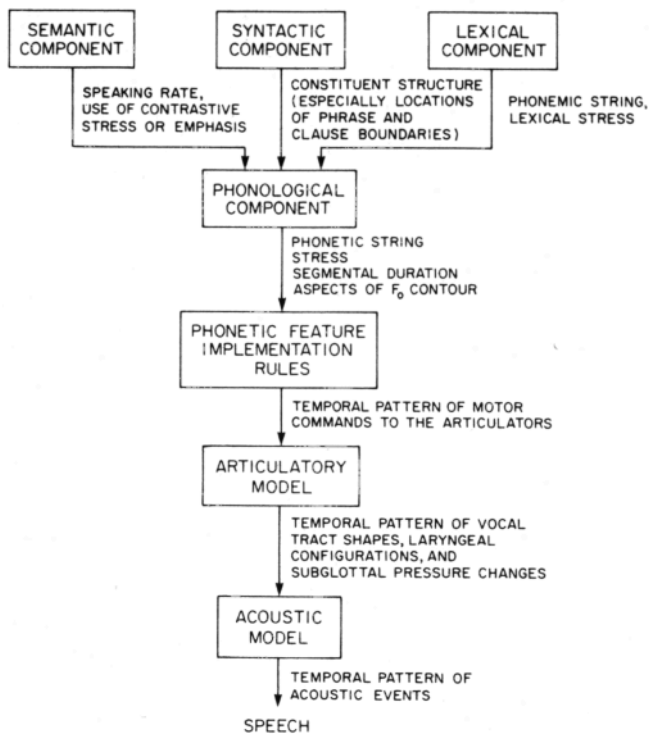 SEMANTIC
COMPONENT
SYNTACTIC
COMPONENT
LEXICAL
COMPONENT
SPEAKING RATE,
USE OF CONTRASTIVE
STRESS OR EMPHASIS
CONSTITUENT STRUCTURE
(ESPECIALLY LOCATIONS
OF PHRASE AND
CLAUSE BOUNDARIES)
PHONEMIC STRING,
LEXICAL STRESS
PHONOLOGICAL
COMPONENT
PHONETIC STRING
STRESS
SEGMENTAL DURATION
ASPECTS OF F₀ CONTOUR
PHONETIC FEATURE
IMPLEMENTATION
RULES
TEMPORAL PATTERN OF MOTOR
COMMANDS TO THE ARTICULATORS
ARTICULATORY
MODEL
TEMPORAL PATTERN OF VOCAL
TRACT SHAPES, LARYNGEAL
CONFIGURATIONS, AND
SUBGLOTTAL PRESSURE CHANGES
ACOUSTIC
MODEL
TEMPORAL PATTERN OF
ACOUSTIC EVENTS
SPEECH